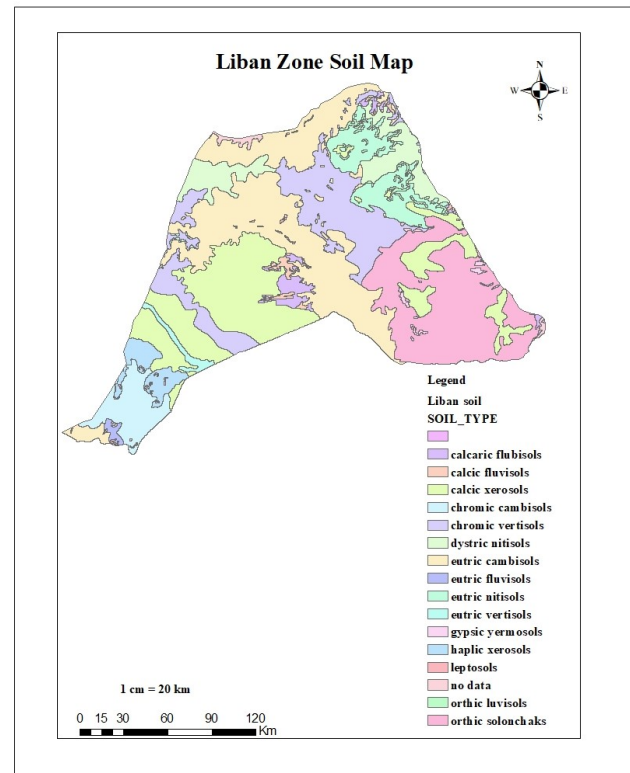 Liban Zone Soil Map
N
W E
S
Legend
Liban soil
SOIL_TYPE
calcaric flubisols
calcic fluvisols
calcic xerosols
chromic cambisols
chromic vertisols
dystric nitisols
eutric cambisols
eutric fluvisols
eutric nitisols
eutric vertisols
gypsic yermosols
haplic xerosols
leptosols
no data
orthic luvisols
orthic solonchaks
1 cm = 20 km
0 15 30 60 90 120
Km